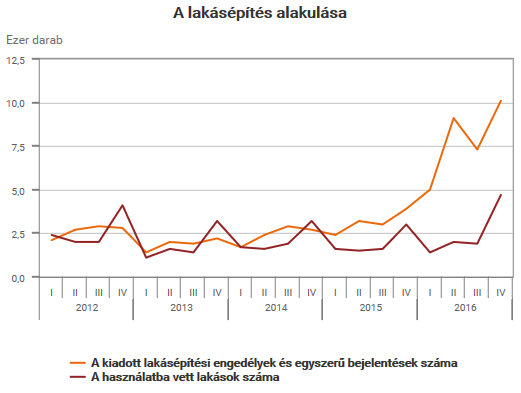 A lakásépítés alakulása
Ezer darab
12,5
10,0
7,5
5,0
2,5
0,0
I II III IV I II III IV I II III IV I II III IV I II III IV
2012 2013 2014 2015 2016
A kiadott lakásépítési engedélyek és egyszerű bejelentések száma
A használatba vett lakások száma